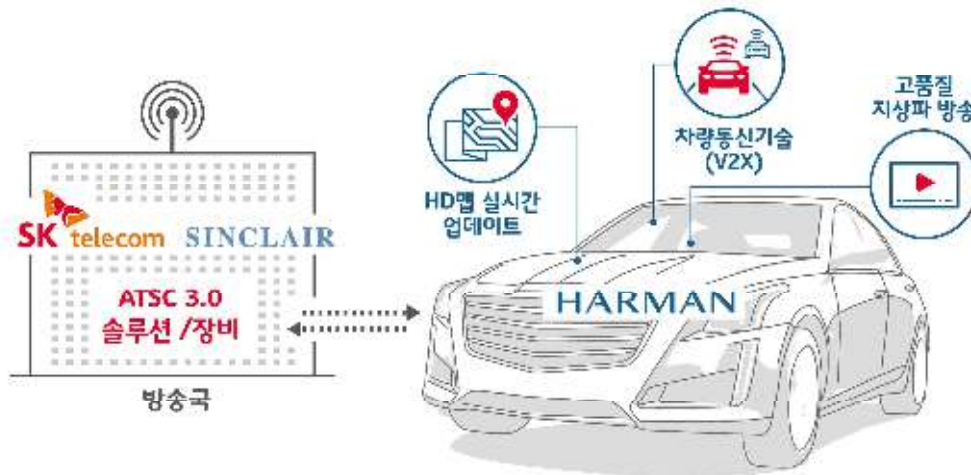 SK telecom SINCLAIR
ATSC 3.0
솔루션 /장비
방송국
HD맵 실시간
업데이트
차량통신기술
(V2X)
고품질
지상파 방송
HARMAN